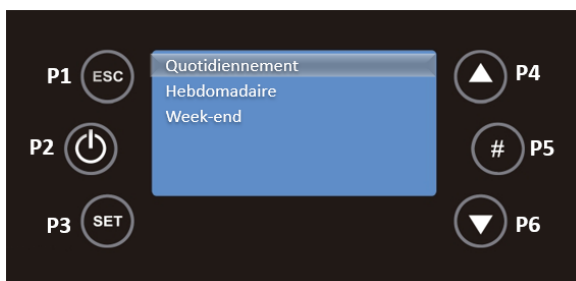 P1 ESC
Quotidiennement
Hebdomadaire
Week-end
P4
P2
# P5
P3 SET
P6